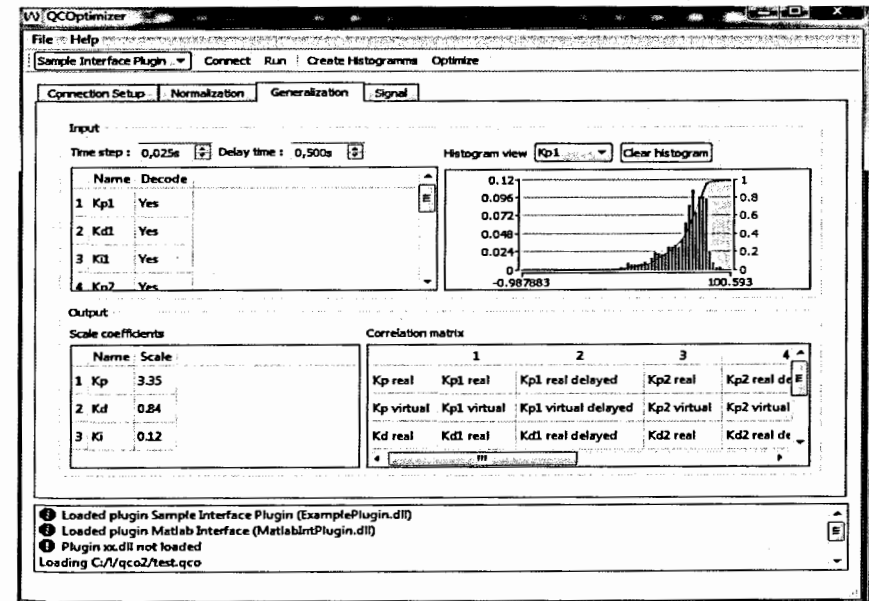 QCOptimizer
File Help
Sample Interface Plugin Connect Run Create Histogramms Optimize
Connection Setup Normalization Generalization Signal
Input
Time step : 0,025s Delay time : 0,500s Histogram view Kp1 Clear histogram
Name Decode
1 Kp1 Yes
2 Kd1 Yes
3 Ki1 Yes
4 Kp2 Yes
0.12 1
0.096 0.8
0.072 0.6
0.048 0.4
0.024 0.2
0 0
-0.987883 100.593
Output
Scale coefficients Correlation matrix
Name Scale 1 2 3 4
1 Kp 3.35 Kp real Kp1 real Kp1 real delayed Kp2 real Kp2 real de
2 Kd 0.84 Kp virtual Kp1 virtual Kp1 virtual delayed Kp2 virtual Kp2 virtual
3 Ki 0.12 Kd real Kd1 real Kd1 real delayed Kd2 real Kd2 real de
Loaded plugin Sample Interface Plugin (ExamplePlugin.dll)
Loaded plugin Matlab Interface (MatlabIntPlugin.dll)
Plugin xx.dll not loaded
Loading C:/1/qco2/test.qco